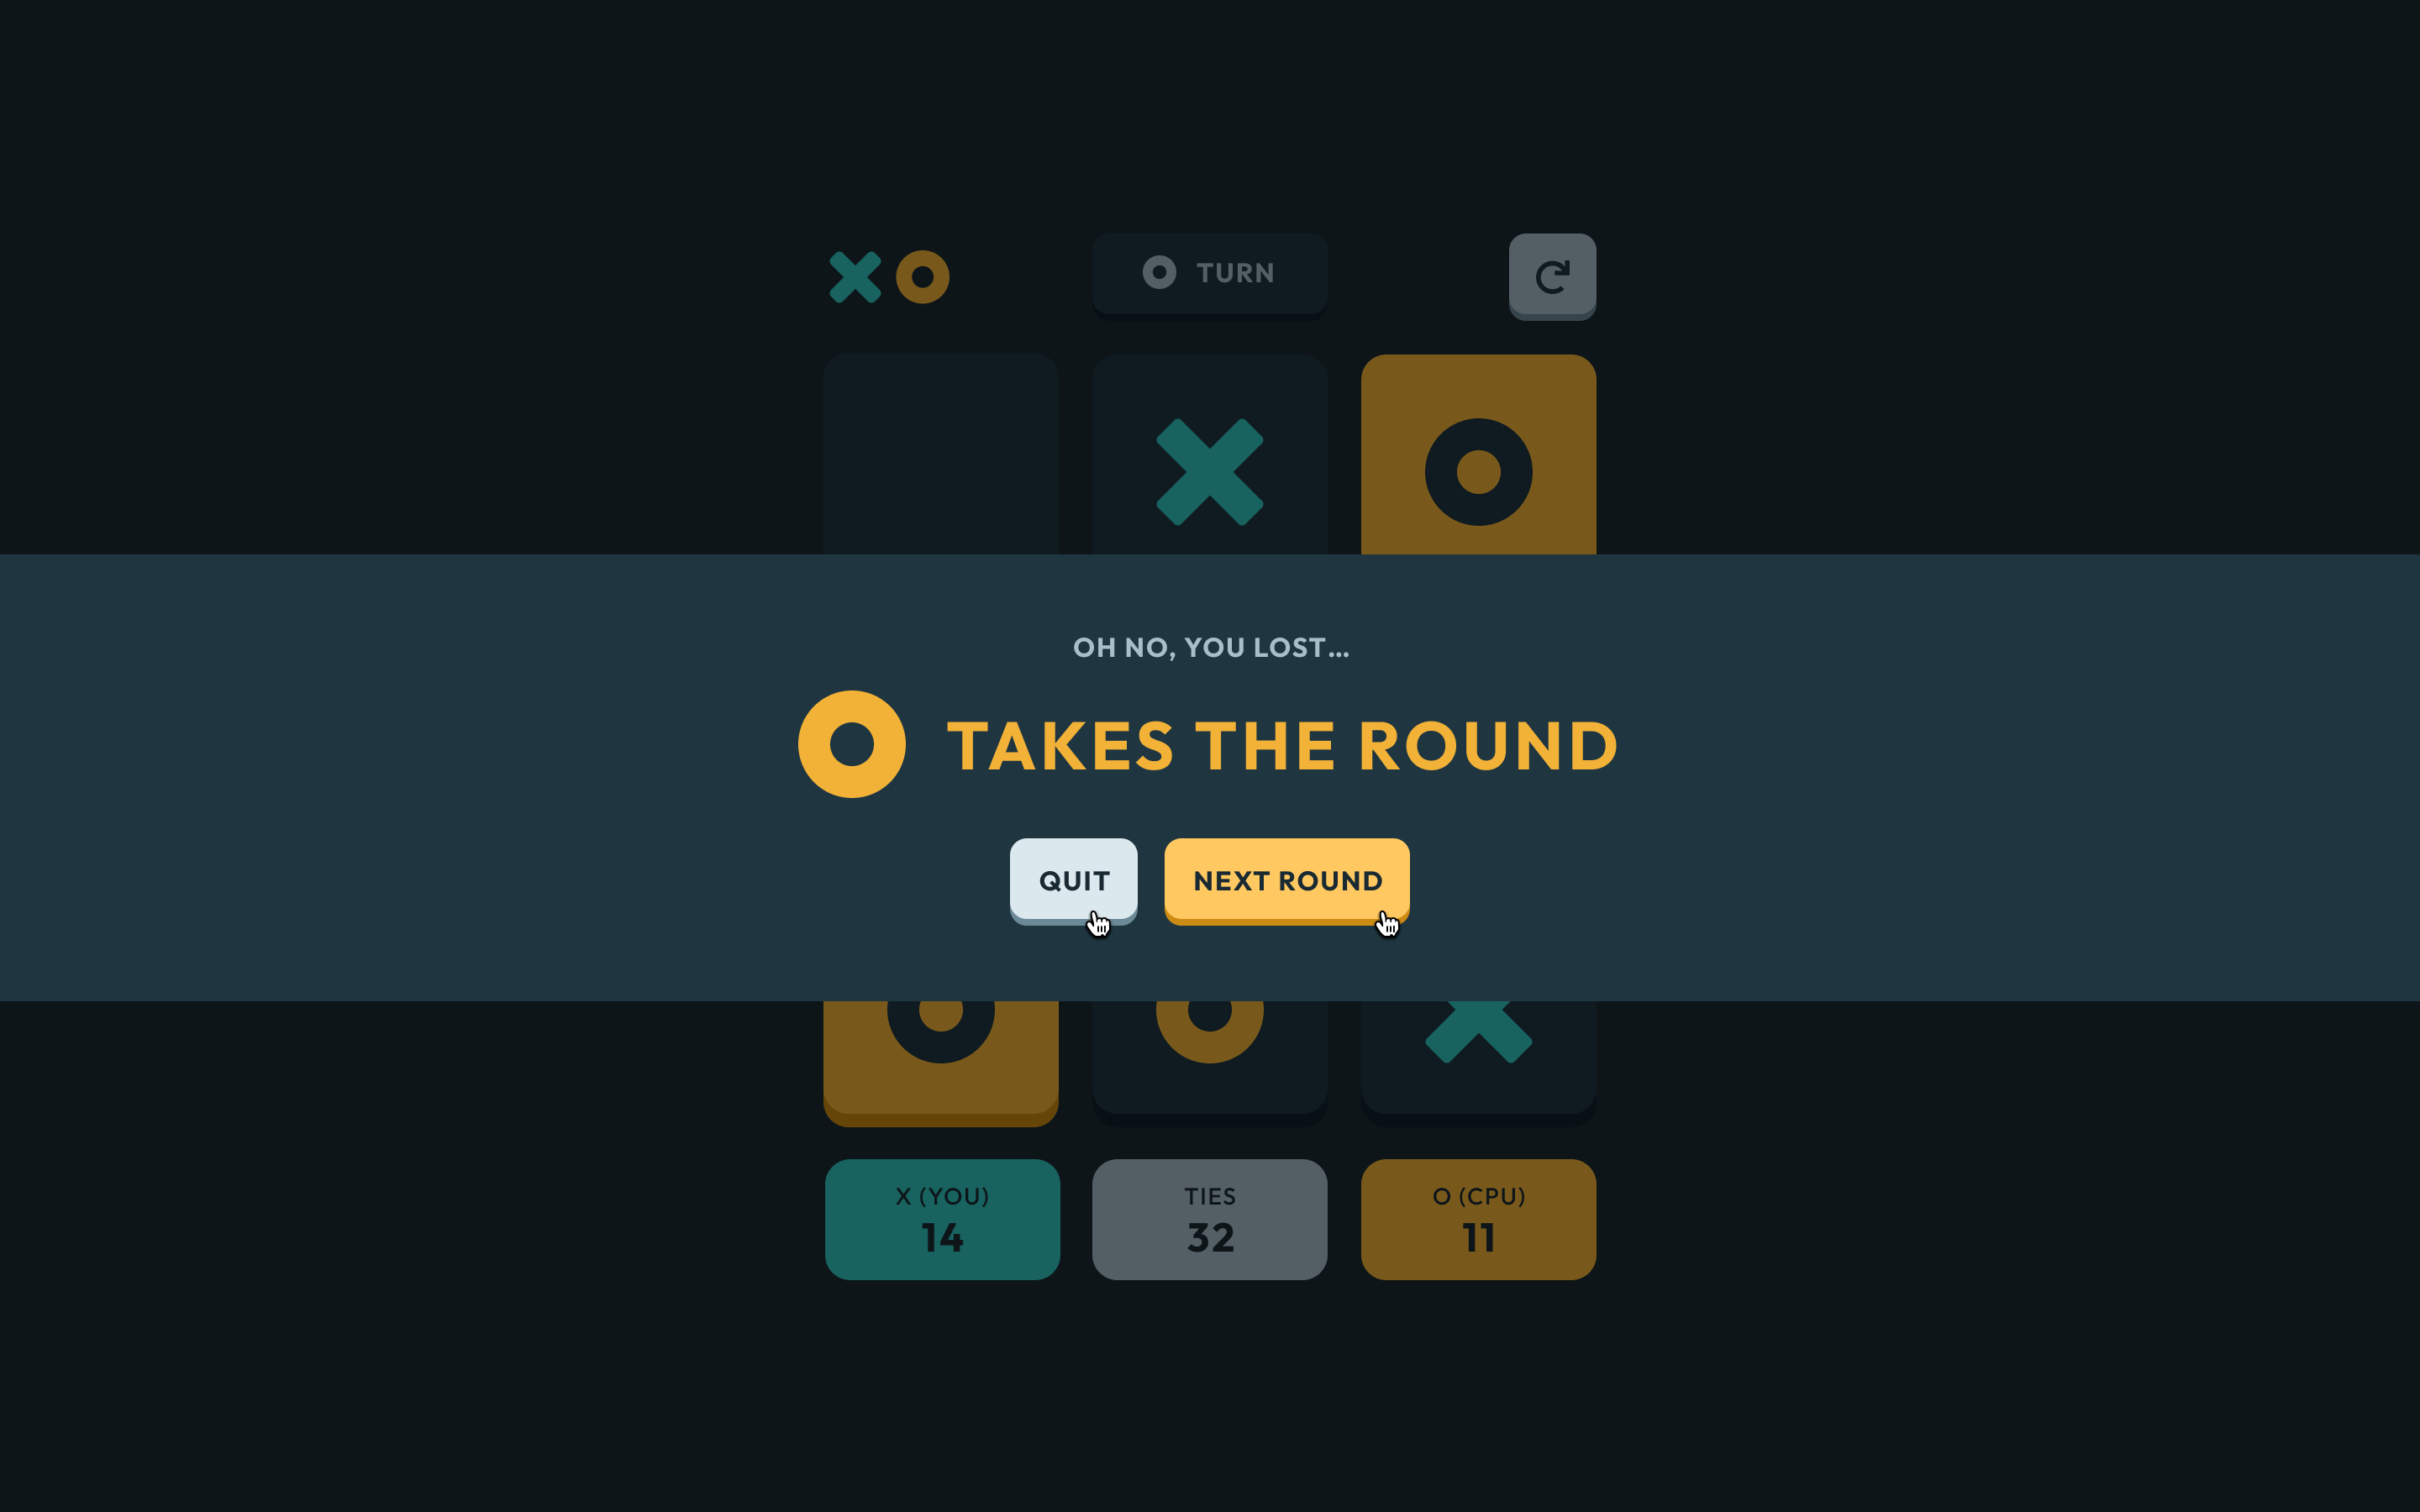 TURN
OH NO, YOU LOST...
TAKES THE ROUND
QUIT
NEXT ROUND
X (YOU)
14
TIES
32
O (CPU)
11